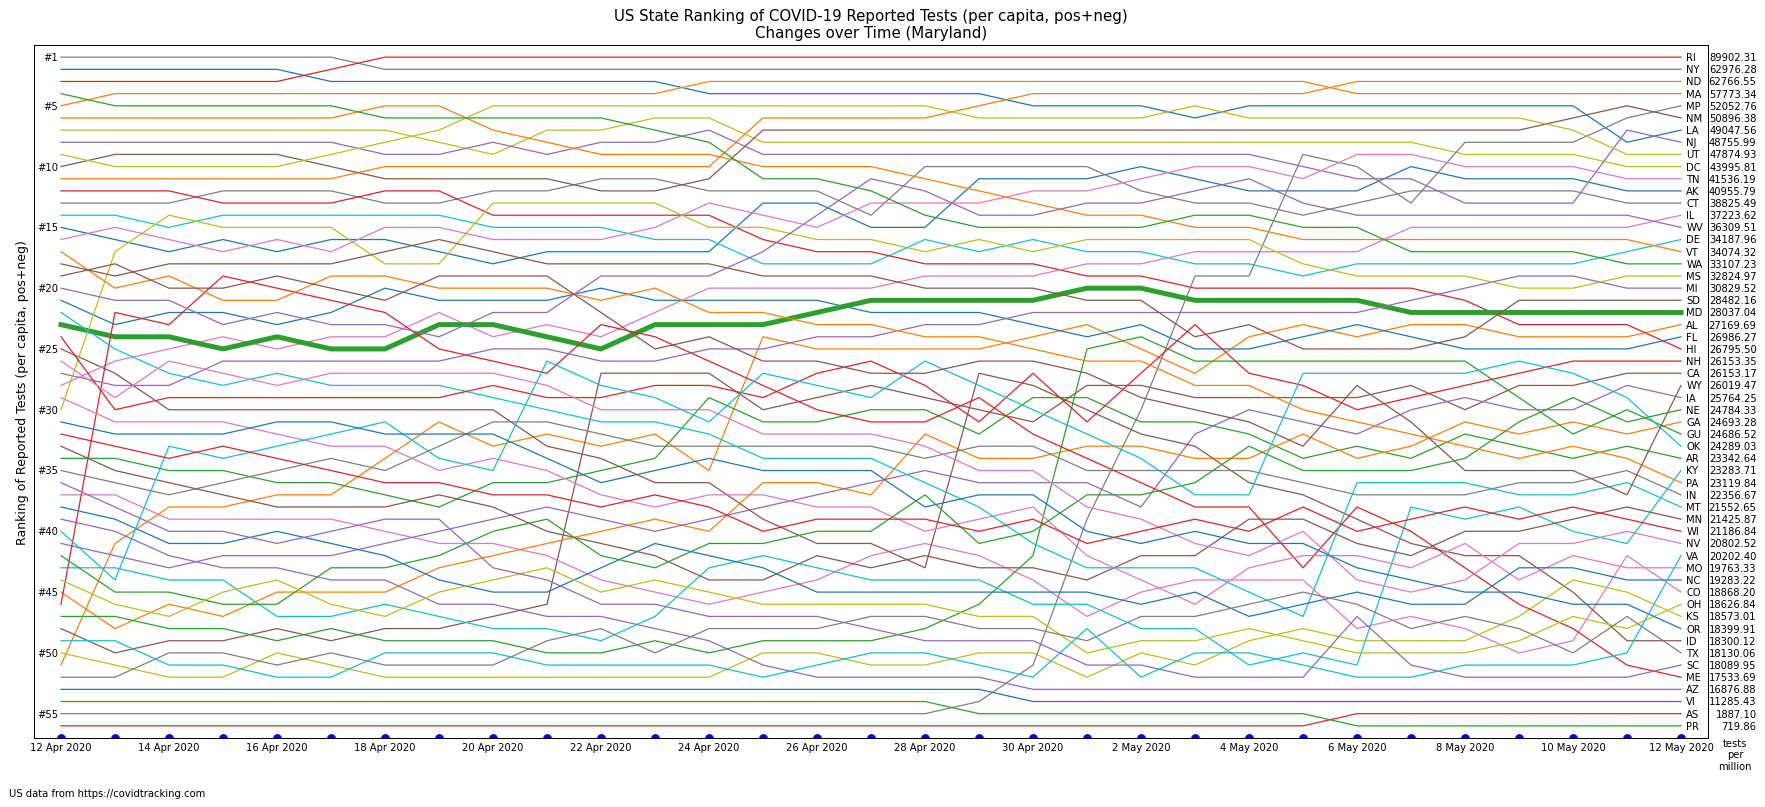 US State Ranking of COVID-19 Reported Tests (per capita, pos+neg)
Changes over Time (Maryland)
Ranking of Reported Tests (per capita, pos+neg)
#1
#5
#10
#15
#20
#25
#30
#35
#40
#45
#50
#55
RI 89902.31
NY 62976.28
ND 62766.55
MA 57773.34
MP 52052.76
NM 50896.38
LA 49047.56
NJ 48755.99
UT 47874.93
DC 43995.81
TN 41536.19
AK 40955.79
CT 38825.49
IL 37223.62
WV 36309.51
DE 34187.96
VT 34074.32
WA 33107.23
MS 32824.97
MI 30829.52
SD 28482.16
MD 28037.04
AL 27169.69
FL 26986.27
HI 26795.50
NH 26153.35
CA 26153.17
WY 26019.47
IA 25764.25
NE 24784.33
GA 24693.28
GU 24686.52
OK 24289.03
AR 23342.64
KY 23283.71
PA 23119.84
IN 22356.67
MT 21552.65
MN 21425.87
WI 21186.84
NV 20802.52
VA 20202.40
MO 19763.33
NC 19283.22
CO 18868.20
OH 18626.84
KS 18573.01
OR 18399.91
ID 18300.12
TX 18130.06
SC 18089.95
ME 17533.69
AZ 16876.88
VI 11285.43
AS 1887.10
PR 719.86
12 Apr 2020 14 Apr 2020 16 Apr 2020 18 Apr 2020 20 Apr 2020 22 Apr 2020 24 Apr 2020 26 Apr 2020 28 Apr 2020 30 Apr 2020 2 May 2020 4 May 2020 6 May 2020 8 May 2020 10 May 2020 12 May 2020
tests
per
million
US data from https://covidtracking.com